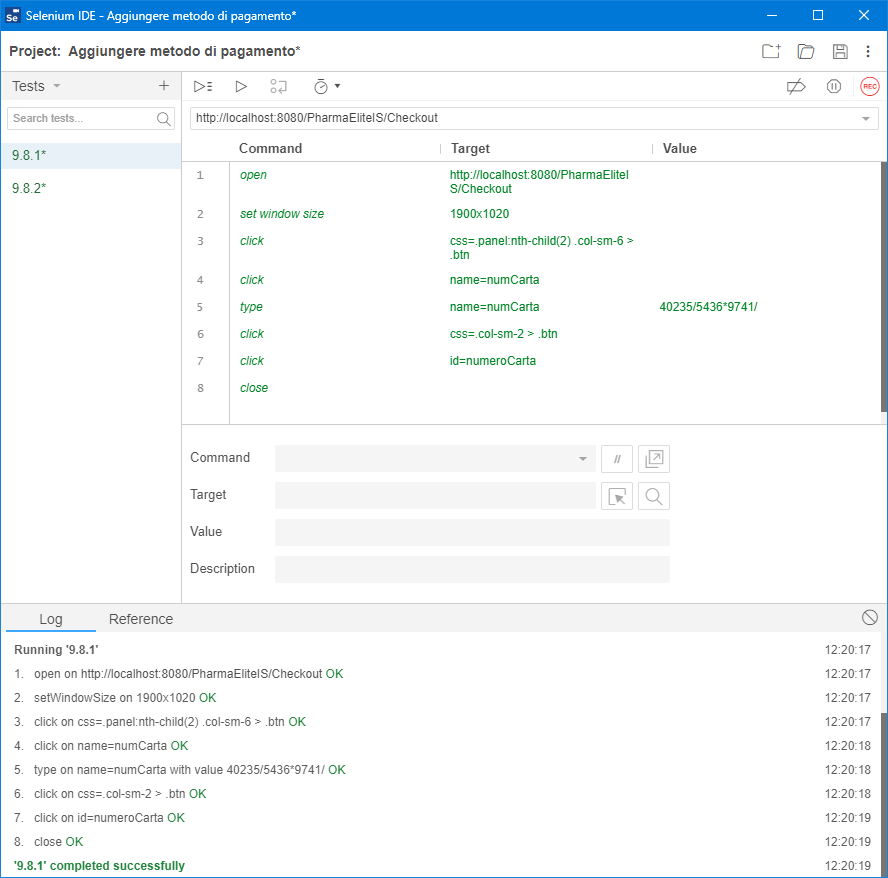 Selenium IDE - Aggiungere metodo di pagamento*
Project: Aggiungere metodo di pagamento*
Tests
Search tests...
9.8.1*
9.8.2*
REC
http://localhost:8080/PharmaEliteIS/Checkout
Command Target Value
1 open http://localhost:8080/PharmaEliteI
S/Checkout
2 set window size 1900x1020
3 click css=.panel:nth-child(2) .col-sm-6 >
.btn
4 click name=numCarta
5 type name=numCarta 40235/5436*9741/
6 click css=.col-sm-2 > .btn
7 click id=numeroCarta
8 close
Command //
Target
Value
Description
Log Reference
Running '9.8.1' 12:20:17
1. open on http://localhost:8080/PharmaEliteIS/Checkout OK 12:20:17
2. setWindowSize on 1900x1020 OK 12:20:17
3. click on css=.panel:nth-child(2) .col-sm-6 > .btn OK 12:20:17
4. click on name=numCarta OK 12:20:18
5. type on name=numCarta with value 40235/5436*9741/ OK 12:20:18
6. click on css=.col-sm-2 > .btn OK 12:20:18
7. click on id=numeroCarta OK 12:20:19
8. close OK 12:20:19
'9.8.1' completed successfully 12:20:19